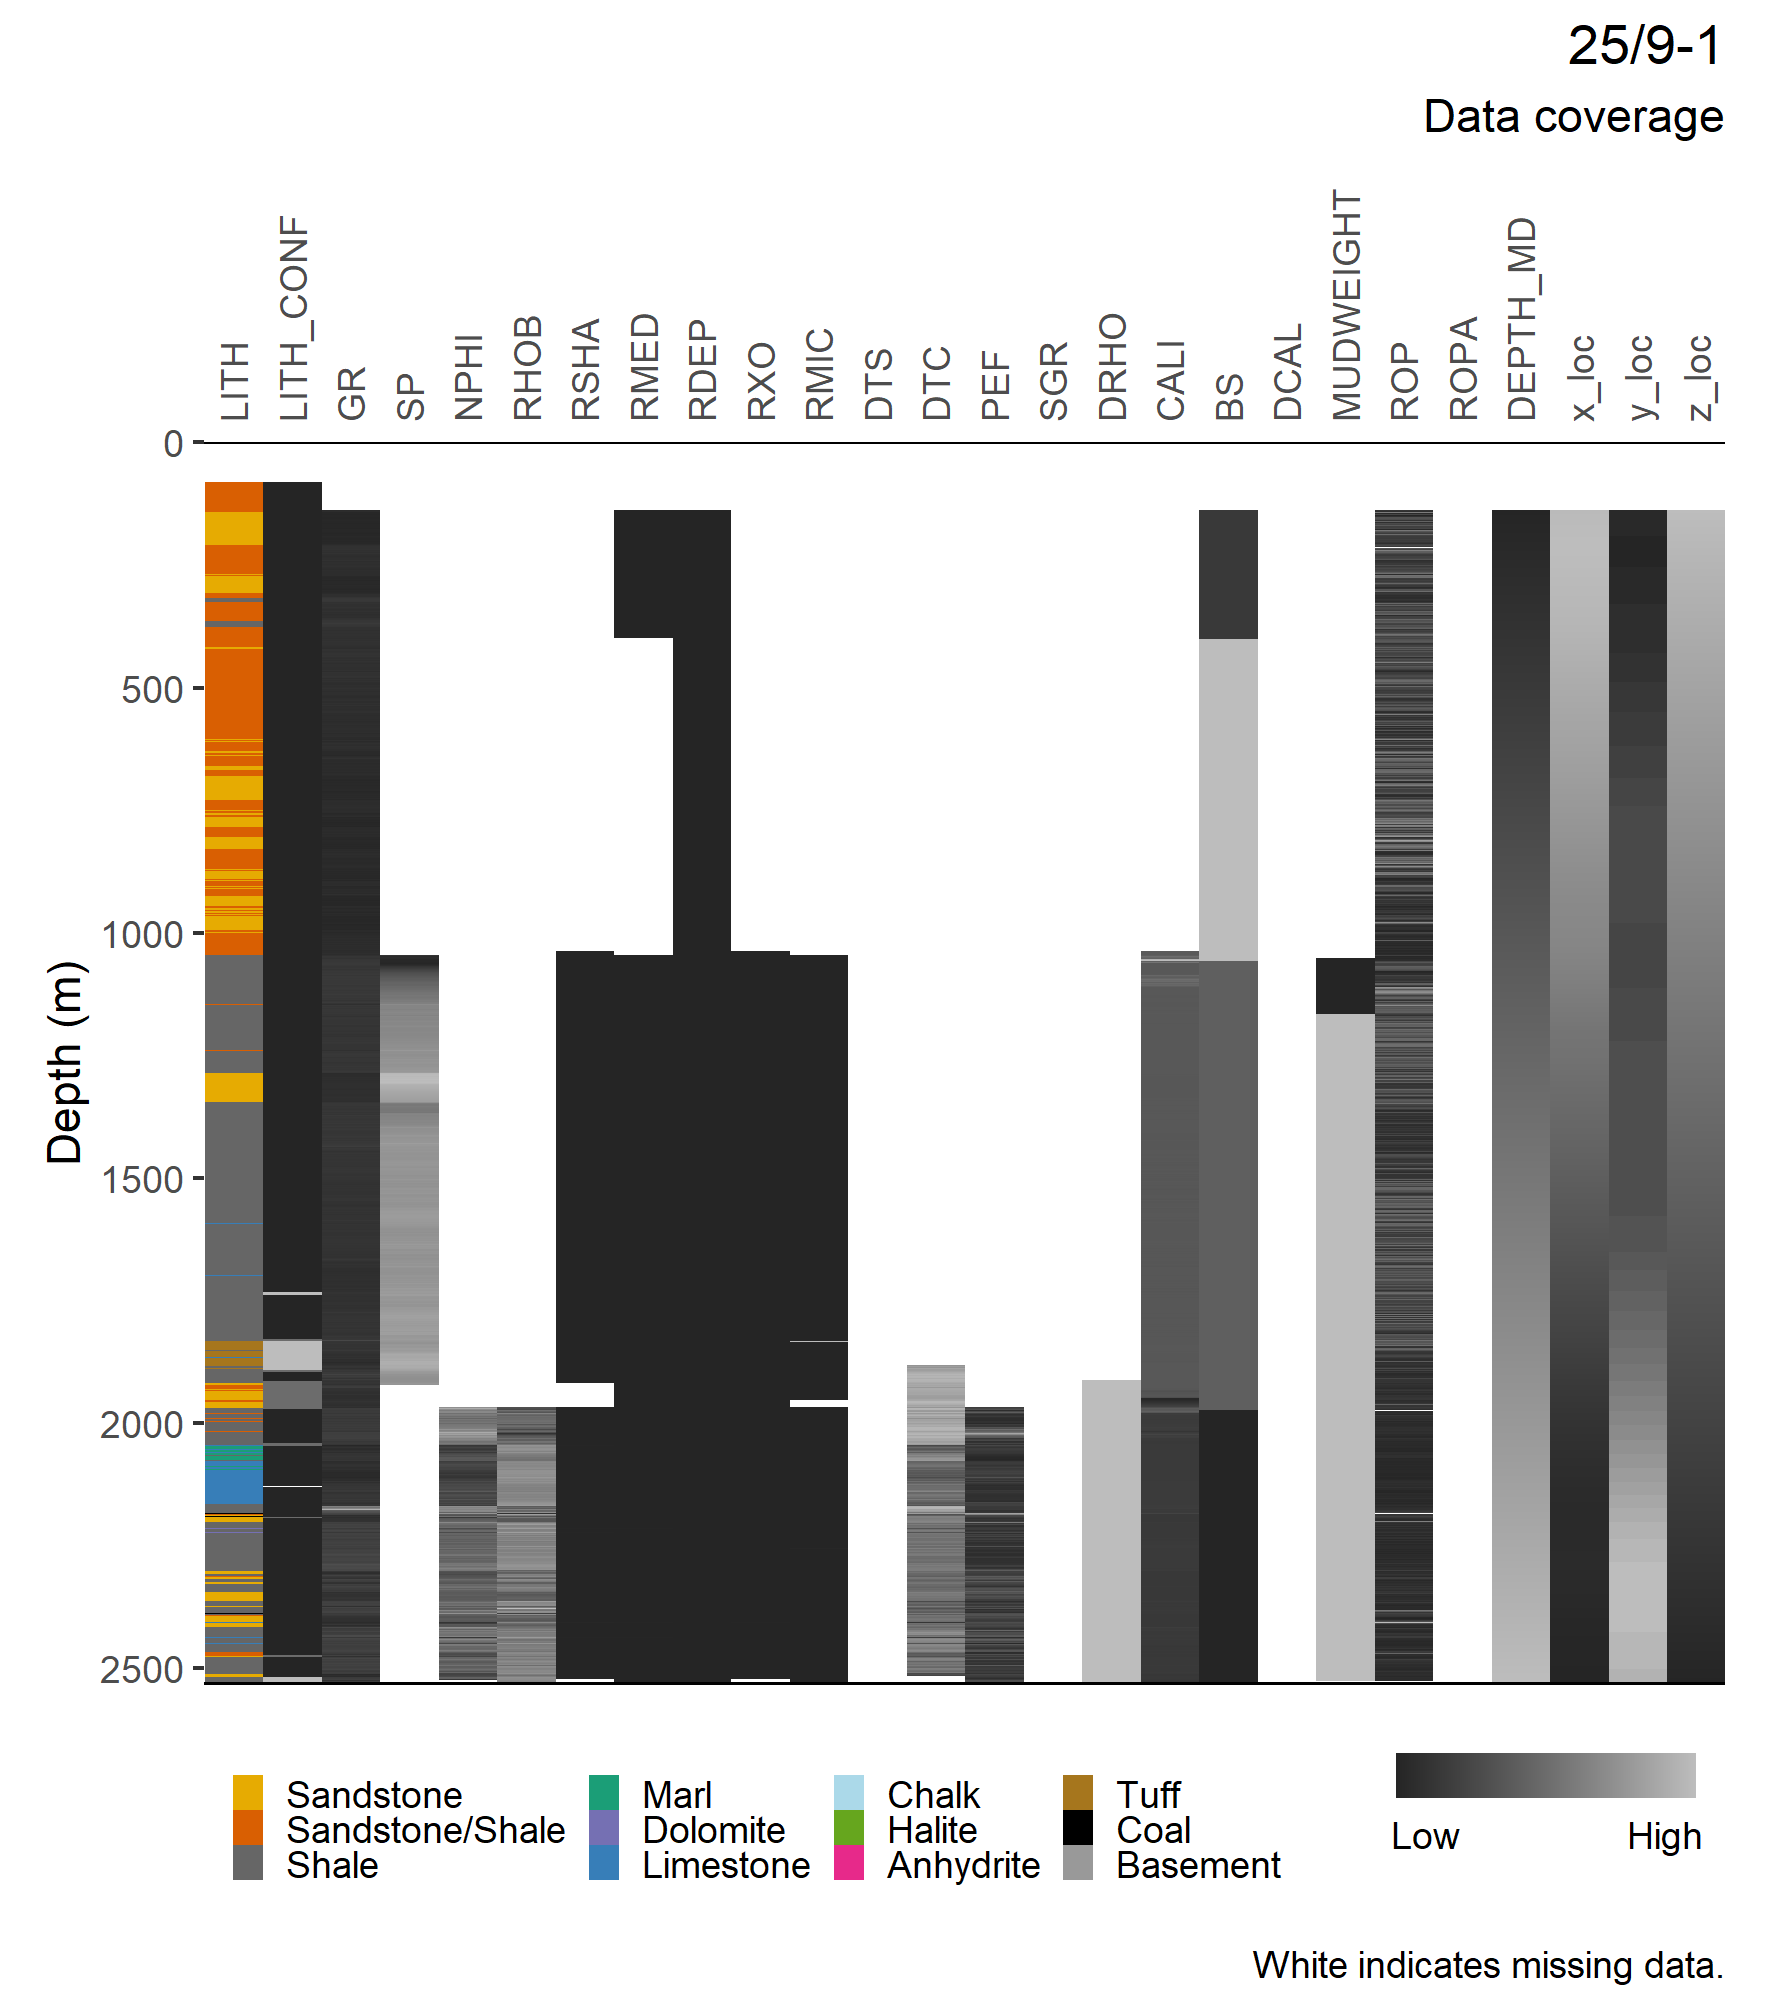 25/9-1
Data coverage
LITH
LITH_CONF
GR
SP
NPHI
RHOB
RSHA
RMED
RDEP
RXO
RMIC
DTS
DTC
PEF
SGR
DRHO
CALI
BS
DCAL
MUDWEIGHT
ROP
ROPA
DEPTH_MD
x_loc
y_loc
z_loc
Depth (m)
0
500
1000
1500
2000
2500
Sandstone
Sandstone/Shale
Shale
Marl
Dolomite
Limestone
Chalk
Halite
Anhydrite
Tuff
Coal
Basement
Low High
White indicates missing data.